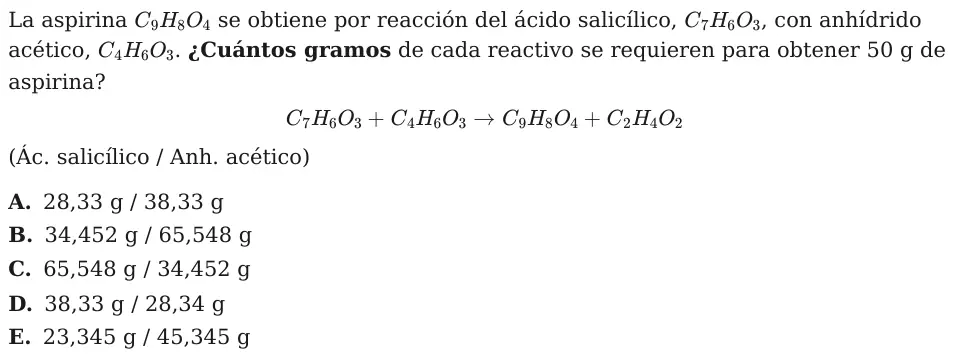 La aspirina C₉H₈O₄ se obtiene por reacción del ácido salicílico, C₇H₆O₃, con anhídrido
acético, C₄H₆O₃. ¿Cuántos gramos de cada reactivo se requieren para obtener 50 g de
aspirina?
C₇H₆O₃ + C₄H₆O₃ → C₉H₈O₄ + C₂H₄O₂
(Ác. salicílico / Anh. acético)
A. 28,33 g / 38,33 g
B. 34,452 g / 65,548 g
C. 65,548 g / 34,452 g
D. 38,33 g / 28,34 g
E. 23,345 g / 45,345 g